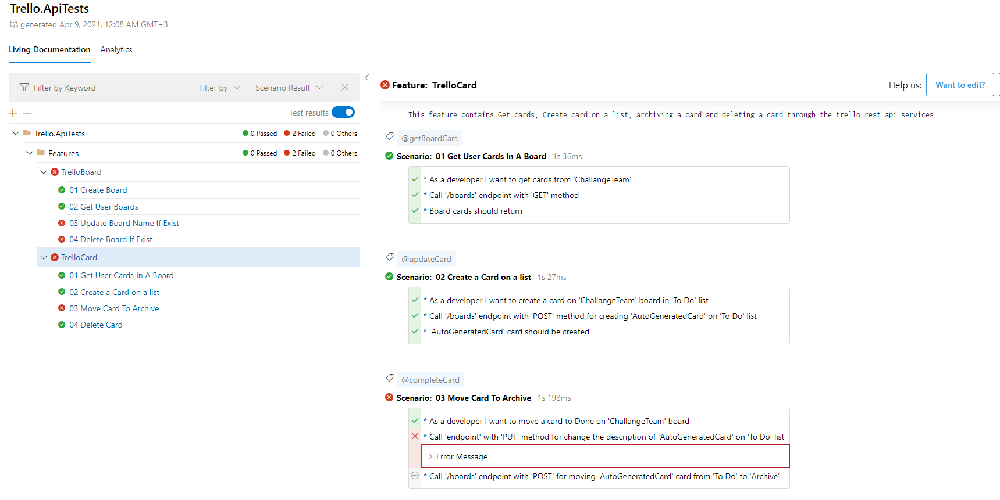 Trello.ApiTests
generated Apr 9, 2021, 12:08 AM GMT+3
Living Documentation Analytics
Filter by Keyword Filter by Scenario Result
Test results
Trello.ApiTests 0 Passed 2 Failed 0 Others
Features 0 Passed 2 Failed 0 Others
TrelloBoard
01 Create Board
02 Get User Boards
03 Update Board Name If Exist
04 Delete Board If Exist
TrelloCard
01 Get User Cards In A Board
02 Create a Card on a list
03 Move Card To Archive
04 Delete Card
Feature: TrelloCard
Help us: Want to edit?
This feature contains Get cards, Create card on a list, archiving a card and deleting a card through the trello rest api services
@getBoardCars
Scenario: 01 Get User Cards In A Board 1s 36ms
* As a developer I want to get cards from 'ChallangeTeam'
* Call '/boards' endpoint with 'GET' method
* Board cards should return
@updateCard
Scenario: 02 Create a Card on a list 1s 27ms
* As a developer I want to create a card on 'ChallangeTeam' board in 'To Do' list
* Call '/boards' endpoint with 'POST' method for creating 'AutoGeneratedCard' on 'To Do' list
* 'AutoGeneratedCard' card should be created
@completeCard
Scenario: 03 Move Card To Archive 1s 198ms
* As a developer I want to move a card to Done on 'ChallangeTeam' board
* Call 'endpoint' with 'PUT' method for change the description of 'AutoGeneratedCard' on 'To Do' list
Error Message
* Call '/boards' endpoint with 'POST' for moving 'AutoGeneratedCard' card from 'To Do' to 'Archive'